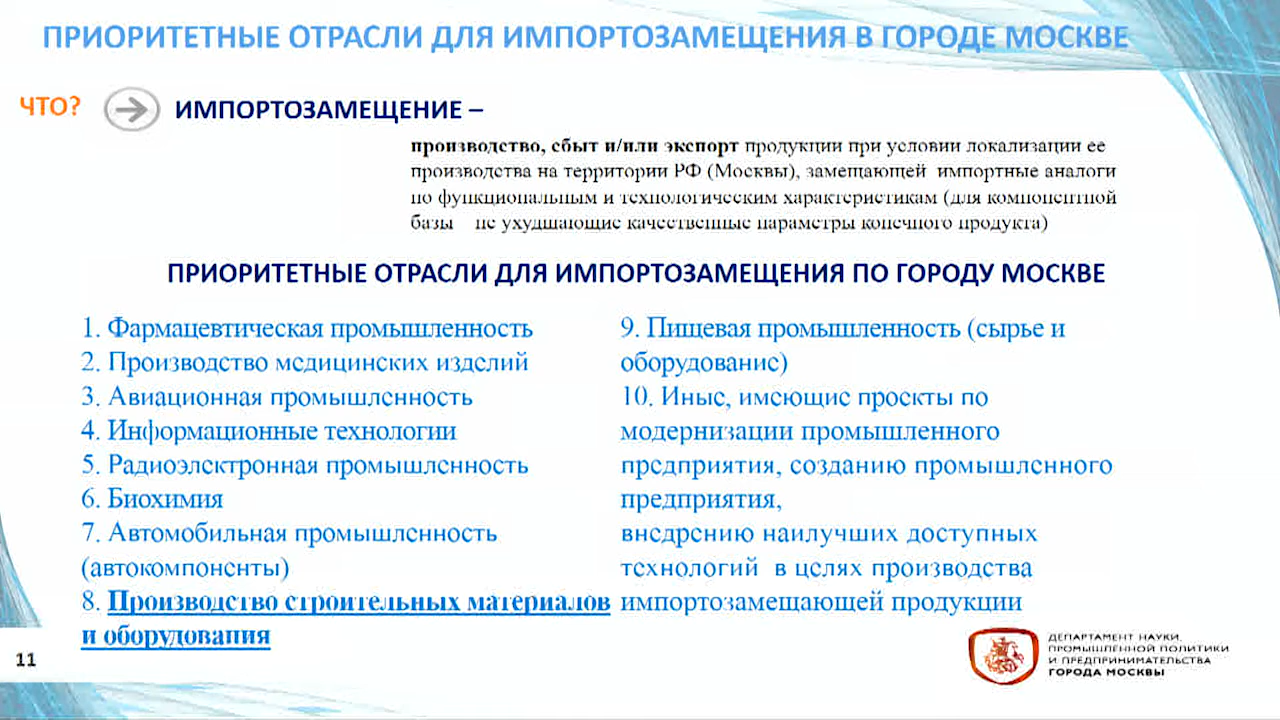 ПРИОРИТЕТНЫЕ ОТРАСЛИ ДЛЯ ИМПОРТОЗАМЕЩЕНИЯ В ГОРОДЕ МОСКВЕ
ЧТО?
ИМПОРТОЗАМЕЩЕНИЕ –
производство, сбыт и/или экспорт продукции при условии локализации ее
производства на территории РФ (Москвы), замещающей импортные аналоги
по функциональным и технологическим характеристикам (для компонентной
базы не ухудшающие качественные параметры конечного продукта)
ПРИОРИТЕТНЫЕ ОТРАСЛИ ДЛЯ ИМПОРТОЗАМЕЩЕНИЯ ПО ГОРОДУ МОСКВЕ
1. Фармацевтическая промышленность
2. Производство медицинских изделий
3. Авиационная промышленность
4. Информационные технологии
5. Радиоэлектронная промышленность
6. Биохимия
7. Автомобильная промышленность
(автокомпоненты)
8. Производство строительных материалов
и оборудования
9. Пищевая промышленность (сырье и
оборудование)
10. Иные, имеющие проекты по
модернизации промышленного
предприятия, созданию промышленного
предприятия,
внедрению наилучших доступных
технологий в целях производства
импортозамещающей продукции
11
ДЕПАРТАМЕНТ НАУКИ,
ПРОМЫШЛЕННОЙ ПОЛИТИКИ
И ПРЕДПРИНИМАТЕЛЬСТВА
ГОРОДА МОСКВЫ